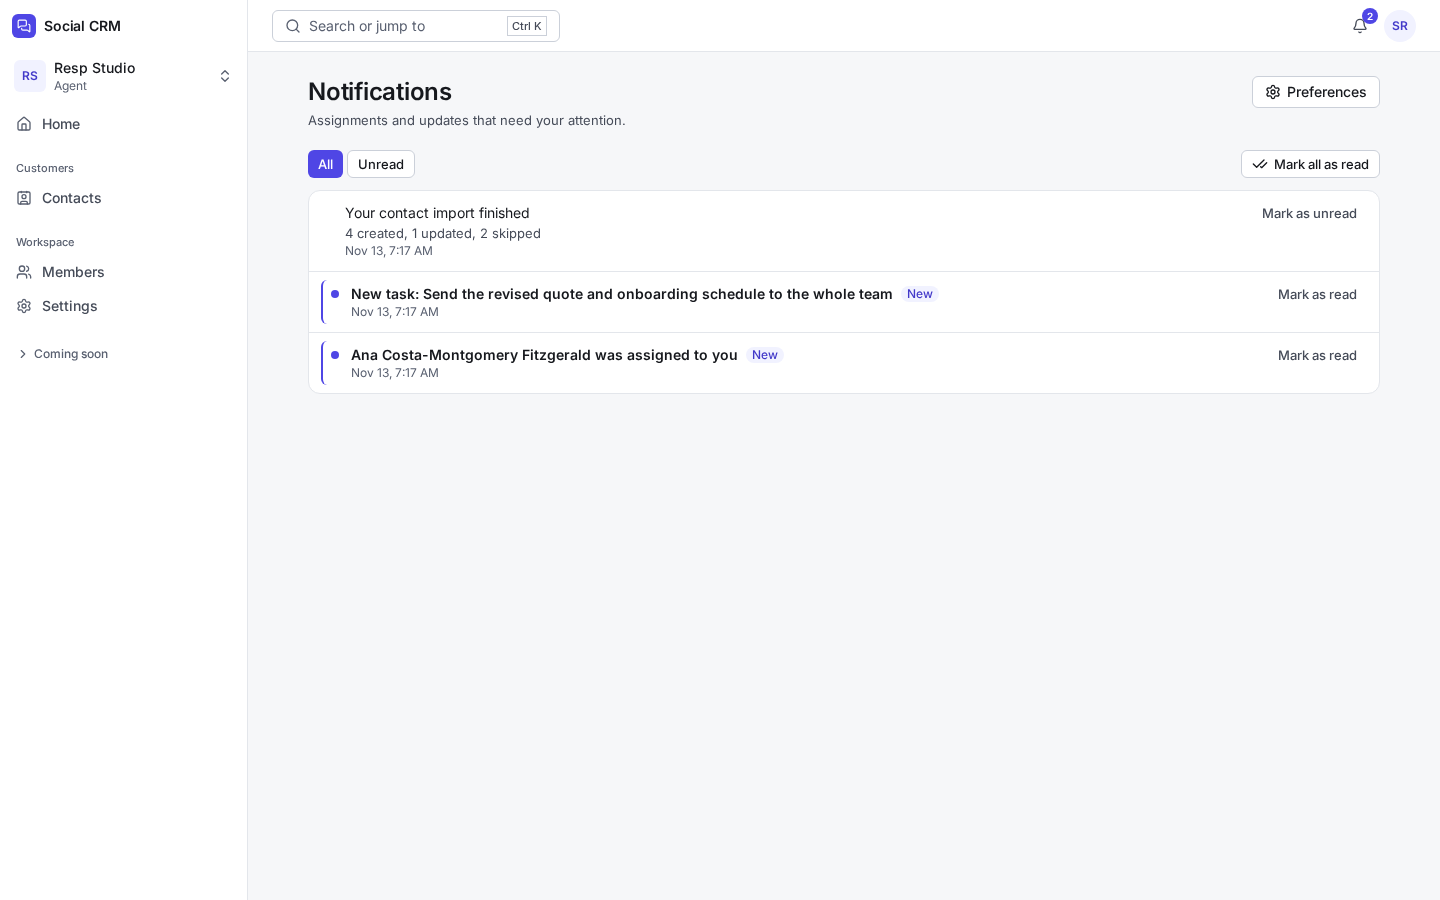 Social CRM
Search or jump to
Ctrl K
2
SR
RS
Resp Studio
Agent
Home
Customers
Contacts
Workspace
Members
Settings
Coming soon
Notifications
Preferences
Assignments and updates that need your attention.
All
Unread
Mark all as read
Your contact import finished
Mark as unread
4 created, 1 updated, 2 skipped
Nov 13, 7:17 AM
New task: Send the revised quote and onboarding schedule to the whole team
New
Mark as read
Nov 13, 7:17 AM
Ana Costa-Montgomery Fitzgerald was assigned to you
New
Mark as read
Nov 13, 7:17 AM